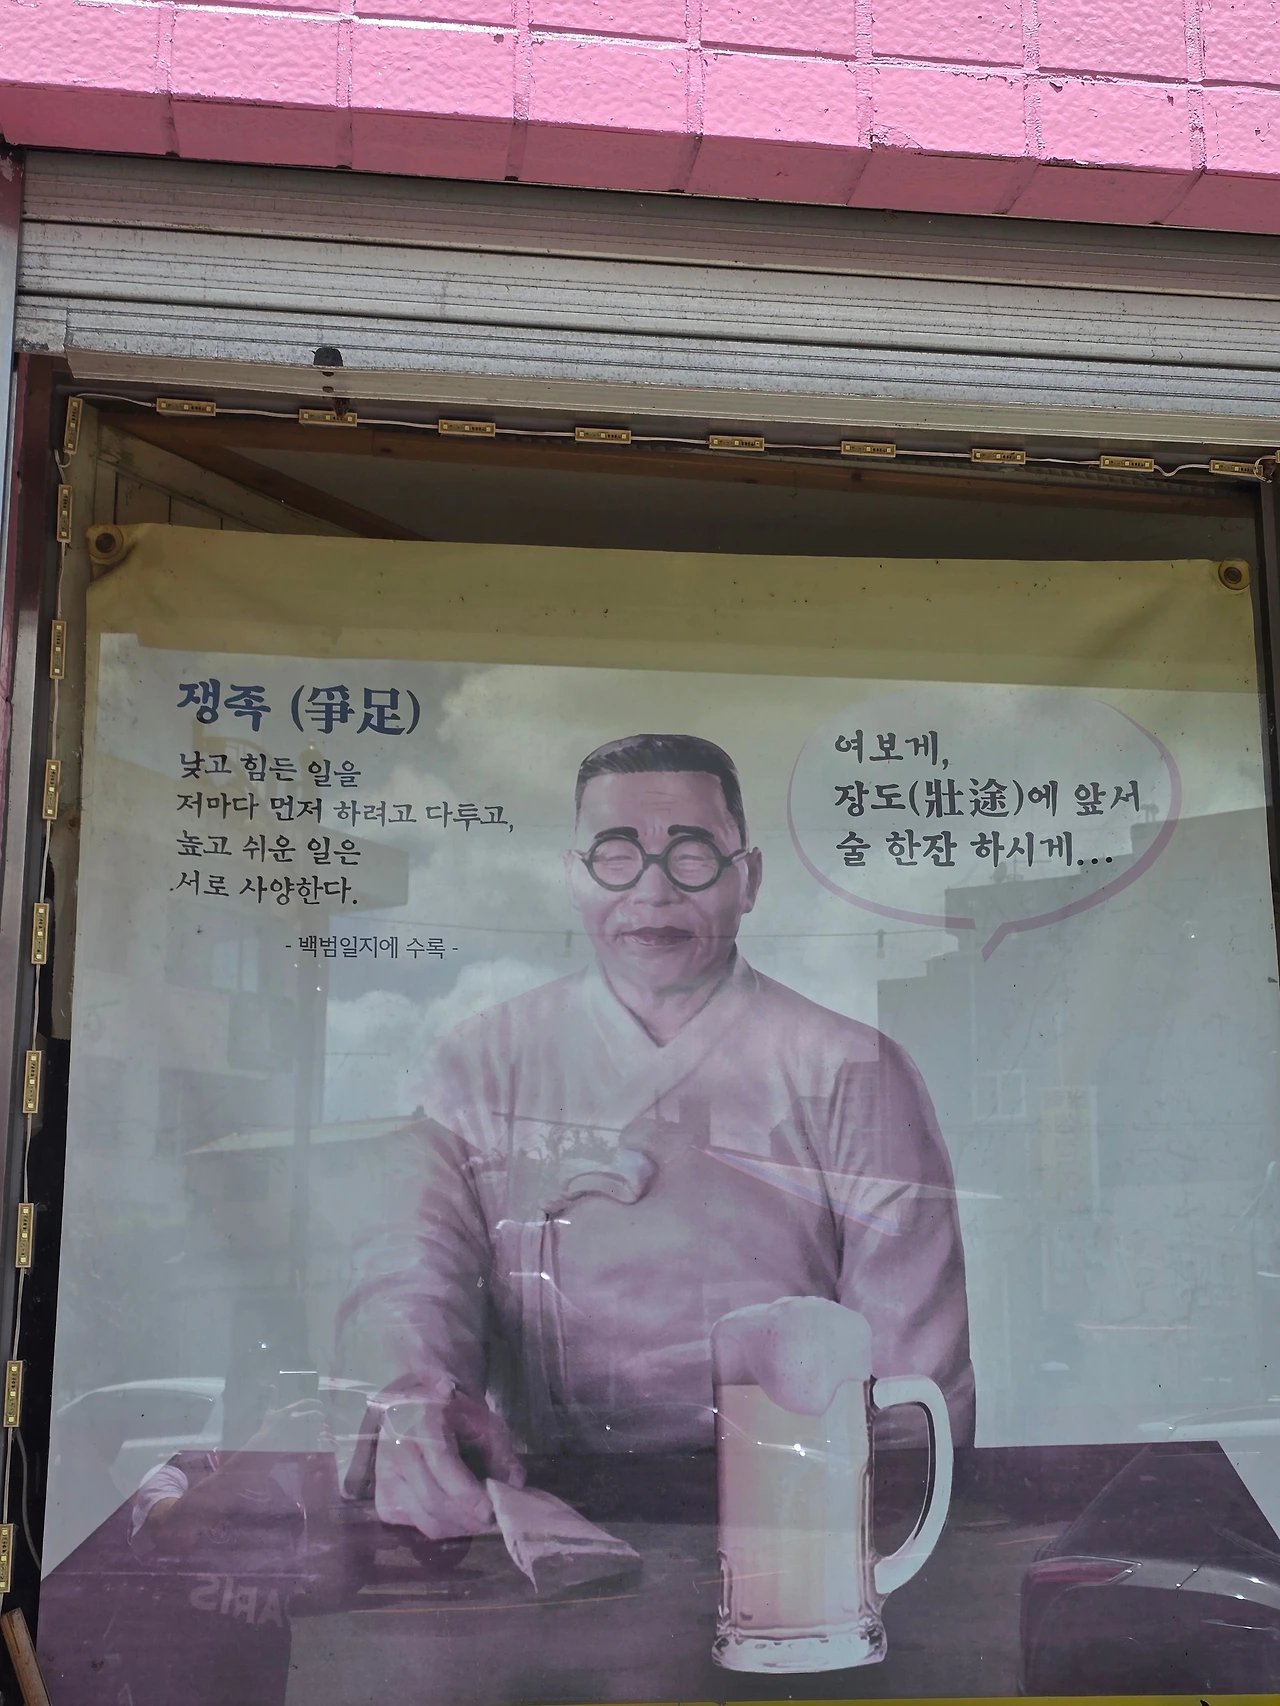 쟁족 (爭足)
낮고 힘든 일을
저마다 먼저 하려고 다투고,
높고 쉬운 일은
서로 사양한다.
- 백범일지에 수록 -
여보게,
장도(壯途)에 앞서
술 한잔 하시게...
ARIS